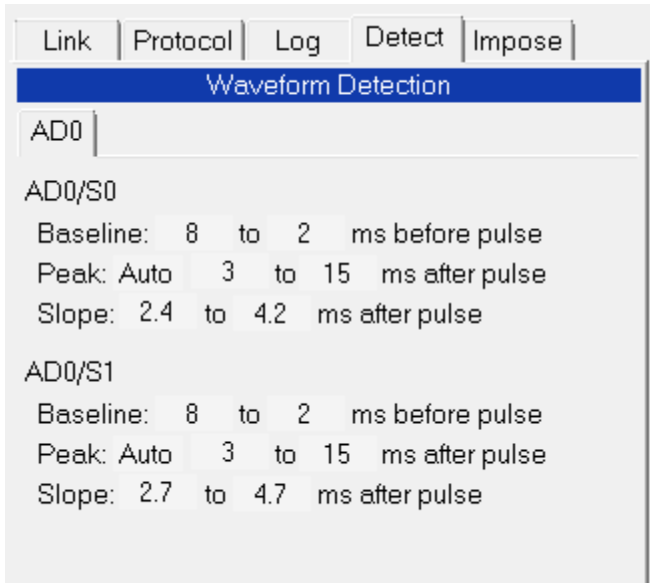 Link Protocol Log Detect Impose
Waveform Detection
AD0
AD0/S0
Baseline: 8 to 2 ms before pulse
Peak: Auto 3 to 15 ms after pulse
Slope: 2.4 to 4.2 ms after pulse
AD0/S1
Baseline: 8 to 2 ms before pulse
Peak: Auto 3 to 15 ms after pulse
Slope: 2.7 to 4.7 ms after pulse